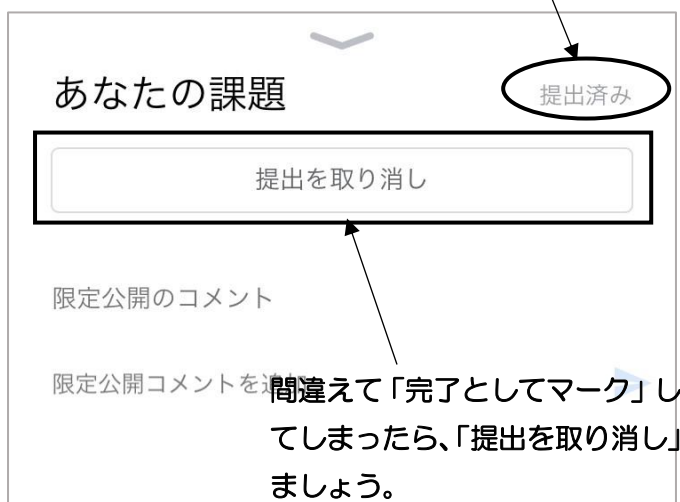 あなたの課題
提出済み
提出を取り消し
限定公開のコメント
限定公開コメントを追加
間違えて「完了としてマーク」し
てしまったら、「提出を取り消し」
ましょう。